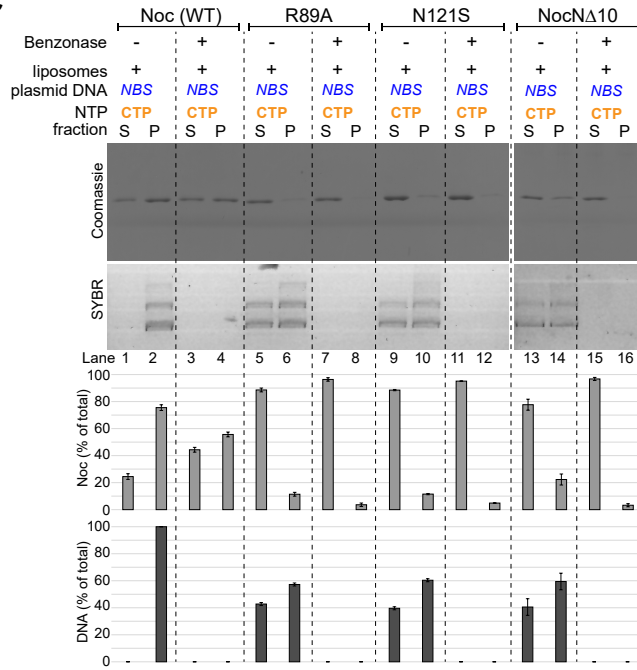 Noc (WT) R89A N121S NocNΔ10
Benzonase - + - + - + - +
liposomes + + + + + + + +
plasmid DNA NBS NBS NBS NBS NBS NBS NBS NBS
NTP CTP CTP CTP CTP CTP CTP CTP CTP
fraction S P S P S P S P S P S P S P S P
Coomassie
SYBR
Lane 1 2 3 4 5 6 7 8 9 10 11 12 13 14 15 16
Noc (% of total)
100
80
60
40
20
0
DNA (% of total)
100
80
60
40
20
0